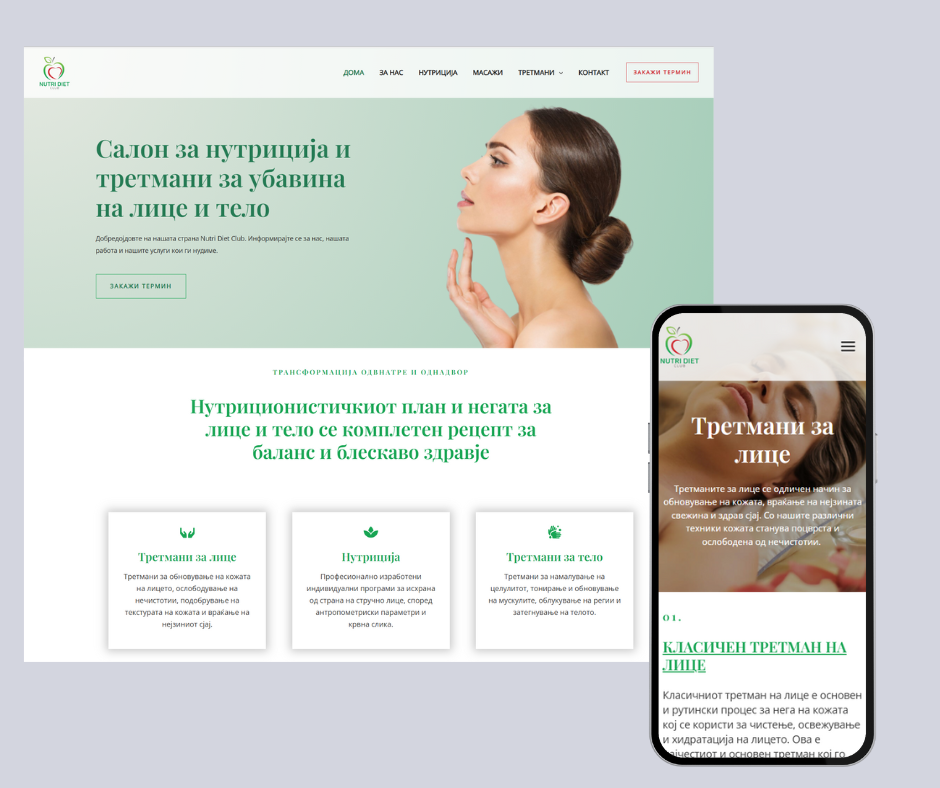 NUTRI DIET
CLUB
ДОМА ЗА НАС НУТРИЦИЈА МАСАЖИ ТРЕТМАНИ КОНТАКТ ЗАКАЖИ ТЕРМИН
Салон за нутриција и
третмани за убавина
на лице и тело
Добредојдовте на нашата страна Nutri Diet Club. Информирајте се за нас, нашата
работа и нашите услуги кои ги нудиме.
ЗАКАЖИ ТЕРМИН
ТРАНСФОРМАЦИЈА ОДВНАТРЕ И ОДНАДВОР
Нутриционистичкиот план и негата за
лице и тело се комплетен рецепт за
баланс и блескаво здравје
Третмани за лице
Третмани за обновување на кожата
на лицето, ослободување на
нечистотии, подобрување на
текстурата на кожата и враќање на
нејзиниот сјај.
Нутриција
Професионално изработени
индивидуални програми за исхрана
од страна на стручно лице, според
антропометриски параметри и
крвна слика.
Третмани за тело
Третмани за намалување на
целулитот, тонирање и обновување
на мускулите, облукување на регии и
затегнување на телото.
NUTRI DIET
CLUB
Третмани за
лице
Третманите за лице се одличен начин за
обновување на кожата, враќање на нејзината
свежина и здрав сјај. Со нашите различни
техники кожата станува поцврста и
ослободена од нечистотии.
01.
КЛАСИЧЕН ТРЕТМАН НА
ЛИЦЕ
Класичниот третман на лице е основен
и рутински процес за нега на кожата
кој се користи за чистење, освежување
и хидратација на лицето. Ова е
најчестиот и основен третман кој го